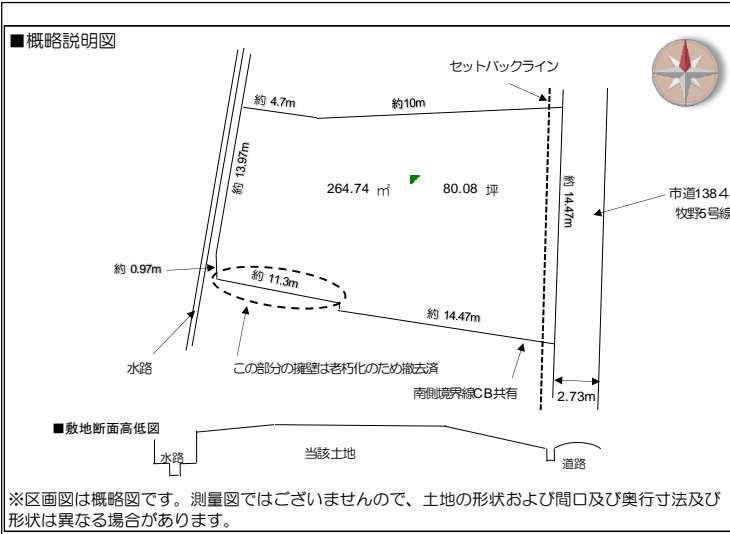 ■概略説明図
セットバックライン
約 4.7m
約10m
約 13.97m
264.74 ㎡ 80.08 坪
約 14.47m
市道138４
牧野5号線
約 0.97m
約 11.3m
約 14.47m
水路
この部分の擁壁は老朽化のため撤去済
南側境界線CB共有
2.73m
■敷地断面高低図
水路
当該土地
道路
※区画図は概略図です。測量図ではございませんので、土地の形状および間口及び奥行寸法及び
形状は異なる場合があります。